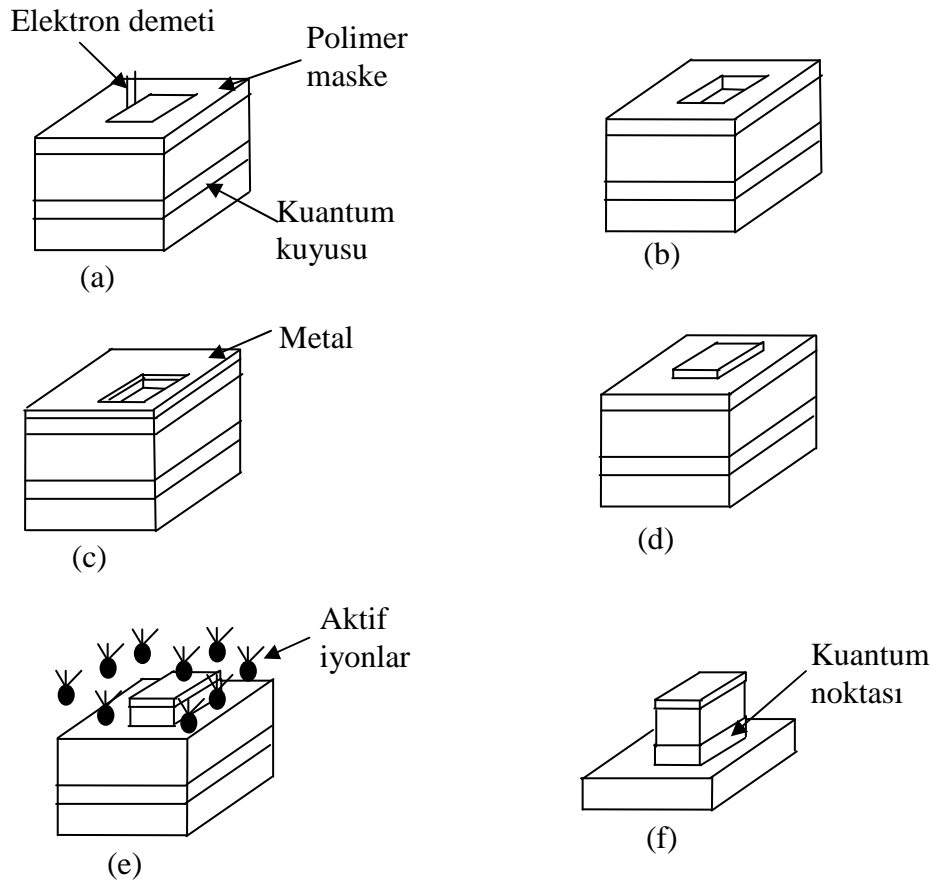 Elektron demeti
Polimer
maske
Kuantum
kuyusu
(a)
(b)
Metal
(c)
(d)
Aktif
iyonlar
(e)
Kuantum
noktası
(f)